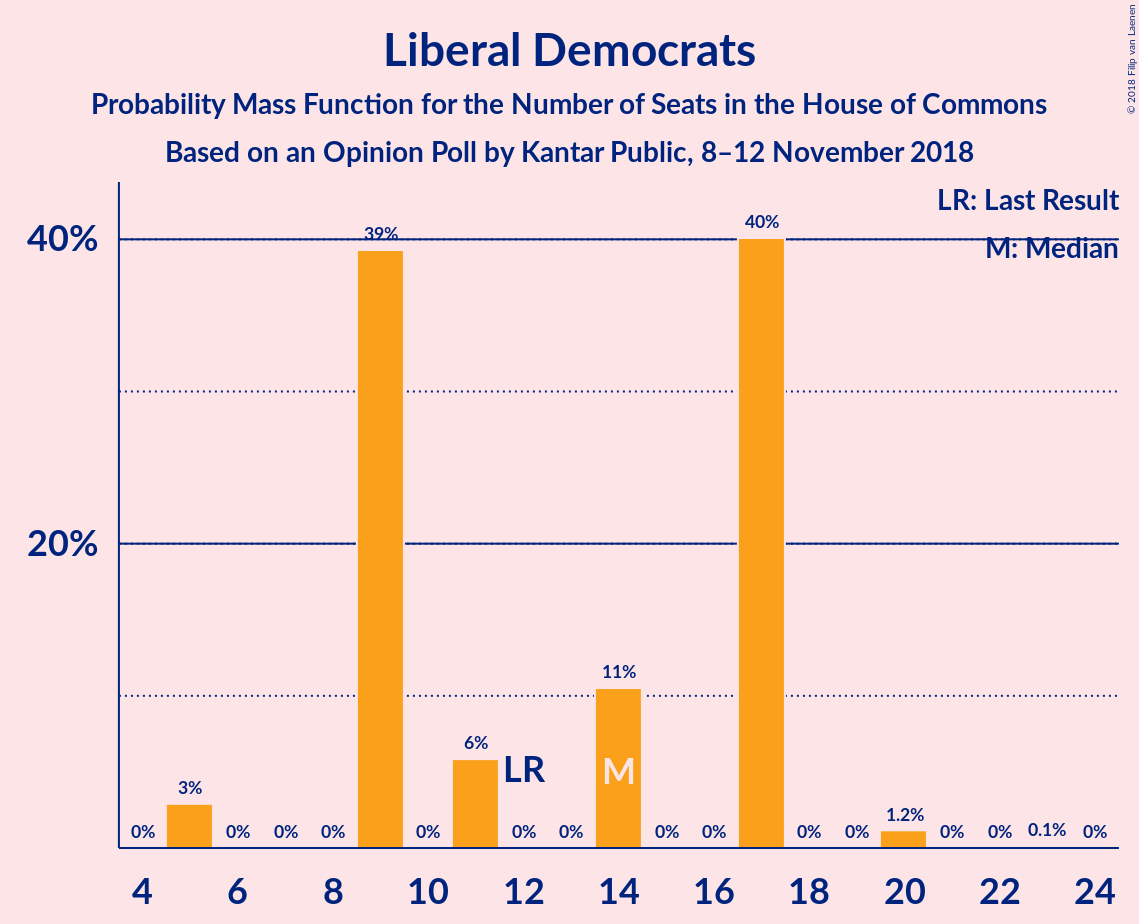 Liberal Democrats
Probability Mass Function for the Number of Seats in the House of Commons
Based on an Opinion Poll by Kantar Public, 8–12 November 2018
© 2018 Filip van Laenen
LR: Last Result
M: Median
40%
20%
0% 3% 0% 0% 0% 39% 0% 6% 0% 0% 11% 0% 0% 40% 0% 0% 1.2% 0% 0% 0.1% 0%
LR M
4 6 8 10 12 14 16 18 20 22 24